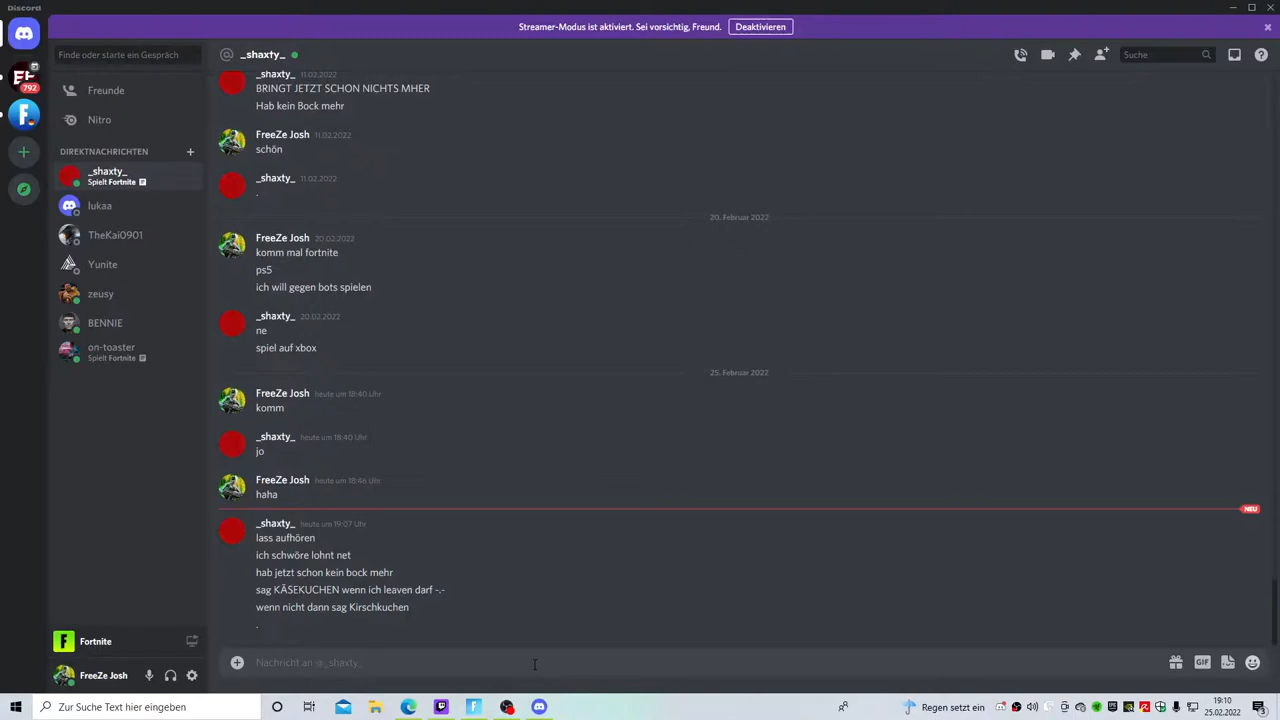 Discord
Streamer-Modus ist aktiviert. Sei vorsichtig, Freund.
Deaktivieren
Finde oder starte ein Gespräch
_shaxty_
Suche
792
Freunde
Nitro
DIREKTNACHRICHTEN
_shaxty_
Spielt Fortnite
lukaa
TheKai0901
Yunite
zeusy
BENNIE
on-toaster
Spielt Fortnite
_shaxty_ 11.02.2022
BRINGT JETZT SCHON NICHTS MHER
Hab kein Bock mehr
FreeZe Josh 11.02.2022
schön
_shaxty_ 11.02.2022
.
20. Februar 2022
FreeZe Josh 20.02.2022
komm mal fortnite
ps5
ich will gegen bots spielen
_shaxty_ 20.02.2022
ne
spiel auf xbox
25. Februar 2022
FreeZe Josh heute um 18:40 Uhr
komm
_shaxty_ heute um 18:40 Uhr
jo
FreeZe Josh heute um 18:46 Uhr
haha
NEU
_shaxty_ heute um 19:07 Uhr
lass aufhören
ich schwöre lohnt net
hab jetzt schon kein bock mehr
sag KÄSEKUCHEN wenn ich leaven darf -.-
wenn nicht dann sag Kirschkuchen
.
Fortnite
FreeZe Josh
Nachricht an @_shaxty_
GIF
Zur Suche Text hier eingeben
Regen setzt ein
19:10
25.02.2022
3